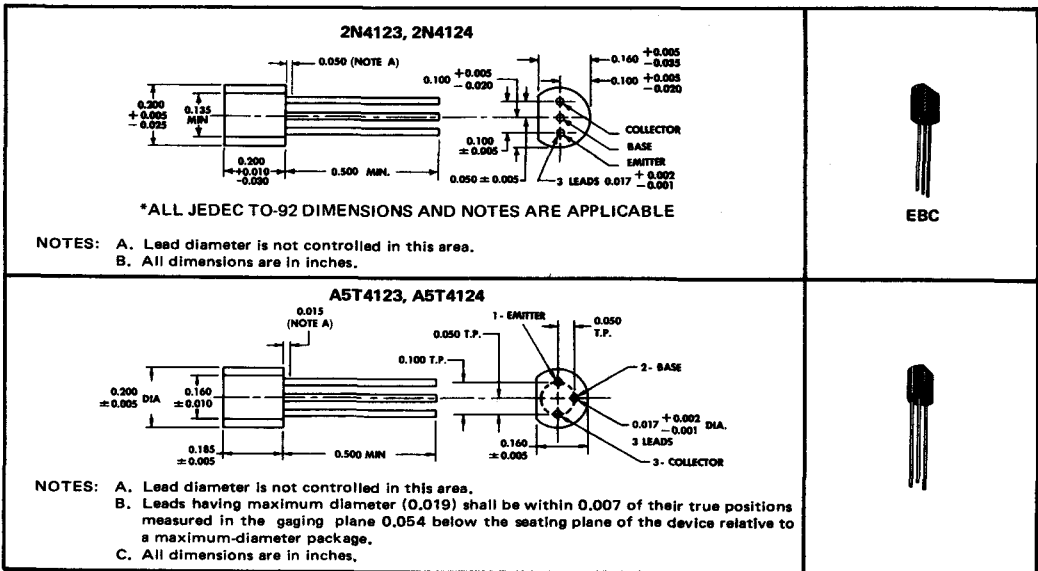 2N4123, 2N4124
0.050 (NOTE A)
0.200
+0.005
-0.025
0.135
MIN
0.200
+0.010
-0.030
0.500 MIN.
0.100 +0.005
-0.020
0.160 +0.005
-0.035
0.100 +0.005
-0.020
COLLECTOR
BASE
EMITTER
0.100
±0.005
0.050 ± 0.005
3 LEADS 0.017 +0.002
-0.001
*ALL JEDEC TO-92 DIMENSIONS AND NOTES ARE APPLICABLE
NOTES: A. Lead diameter is not controlled in this area.
B. All dimensions are in inches.
EBC
A5T4123, A5T4124
0.015
(NOTE A)
0.200
±0.005 DIA
0.160
±0.010
0.185
±0.005
0.500 MIN
1- EMITTER
0.050 T.P.
0.100 T.P.
0.050
T.P.
2- BASE
0.017 +0.002
-0.001 DIA.
3 LEADS
0.160
±0.005
3- COLLECTOR
NOTES: A. Lead diameter is not controlled in this area.
B. Leads having maximum diameter (0.019) shall be within 0.007 of their true positions
measured in the gaging plane 0.054 below the seating plane of the device relative to
a maximum-diameter package.
C. All dimensions are in inches.